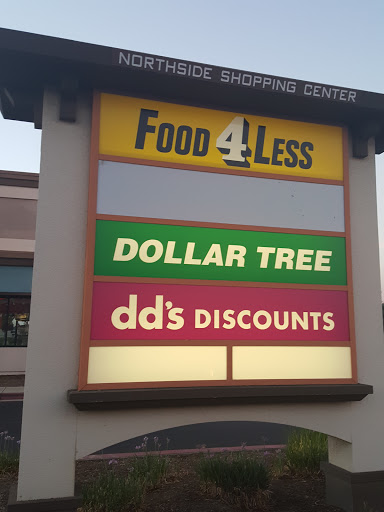 NORTHSIDE SHOPPING CENTER
FOOD 4 LESS
DOLLAR TREE
dd's DISCOUNTS